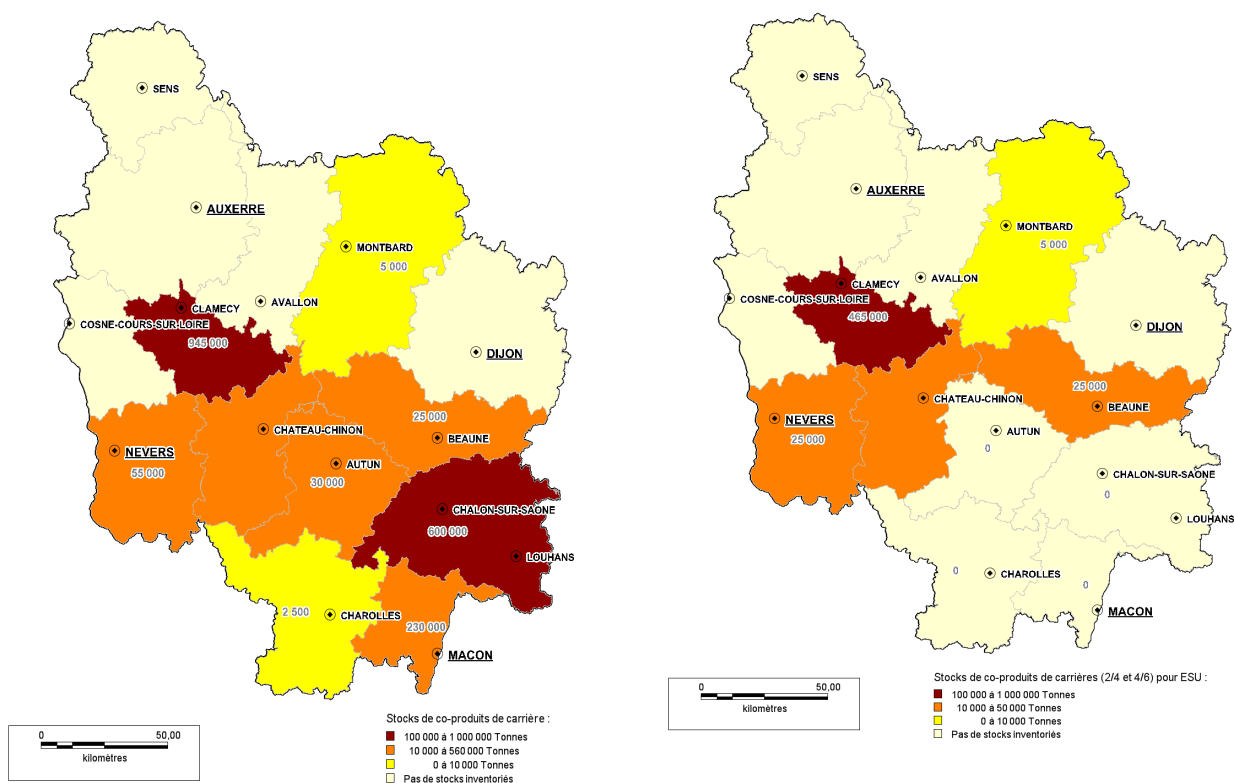 SENS
AUXERRE
MONTBARD
5 000
CLAMECY
AVALLON
COSNE-COURS-SUR-LOIRE
945 000
DIJON
25 000
CHATEAU-CHINON
BEAUNE
NEVERS
AUTUN
55 000
30 000
CHALON-SUR-SAONE
600 000
LOUHANS
2 500
CHAROLLES
230 000
MACON
Stocks de co-produits de carrière :
100 000 à 1 000 000 Tonnes
10 000 à 560 000 Tonnes
0 à 10 000 Tonnes
Pas de stocks inventoriés
0 50,00
kilomètres
SENS
AUXERRE
MONTBARD
5 000
AVALLON
CLAMECY
COSNE-COURS-SUR-LOIRE
465 000
DIJON
25 000
CHATEAU-CHINON
BEAUNE
NEVERS
AUTUN
25 000
0
CHALON-SUR-SAONE
0
LOUHANS
0
CHAROLLES
0
MACON
Stocks de co-produits de carrières (2/4 et 4/6) pour ESU :
100 000 à 1 000 000 Tonnes
10 000 à 50 000 Tonnes
0 à 10 000 Tonnes
Pas de stocks inventoriés
0 50,00
kilomètres